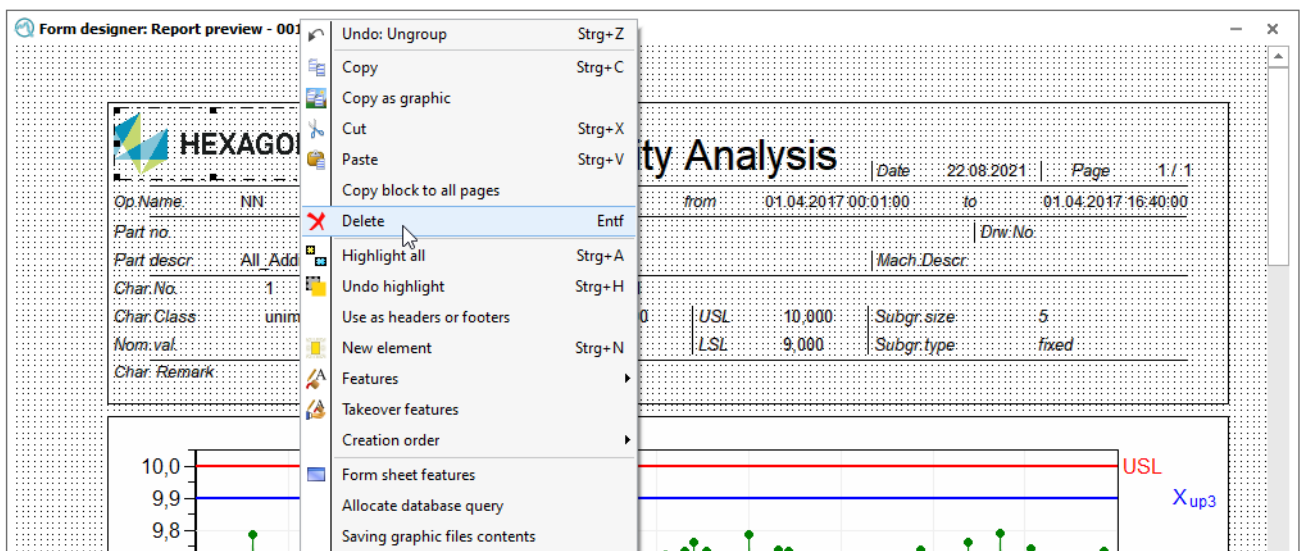 Form designer: Report preview - 001
Undo: Ungroup Strg+Z
Copy Strg+C
Copy as graphic
Cut Strg+X
Paste Strg+V
Copy block to all pages
Delete Entf
Highlight all Strg+A
Undo highlight Strg+H
Use as headers or footers
New element Strg+N
Features
Takeover features
Creation order
Form sheet features
Allocate database query
Saving graphic files contents
HEXAGO
ity Analysis Date 22.08.2021 Page 1 / 1
Op.Name. NN from 01.04.2017 00:01:00 to 01.04.2017 16:40:00
Part no. Drw.No.
Part descr. All_Add Mach.Descr.
Char.No. 1
Char.Class unim 0 USL 10,000 Subgr.size 5
Nom.val. LSL 9,000 Subgr.type fixed
Char. Remark
10,0 USL
9,9 Xup3
9,8